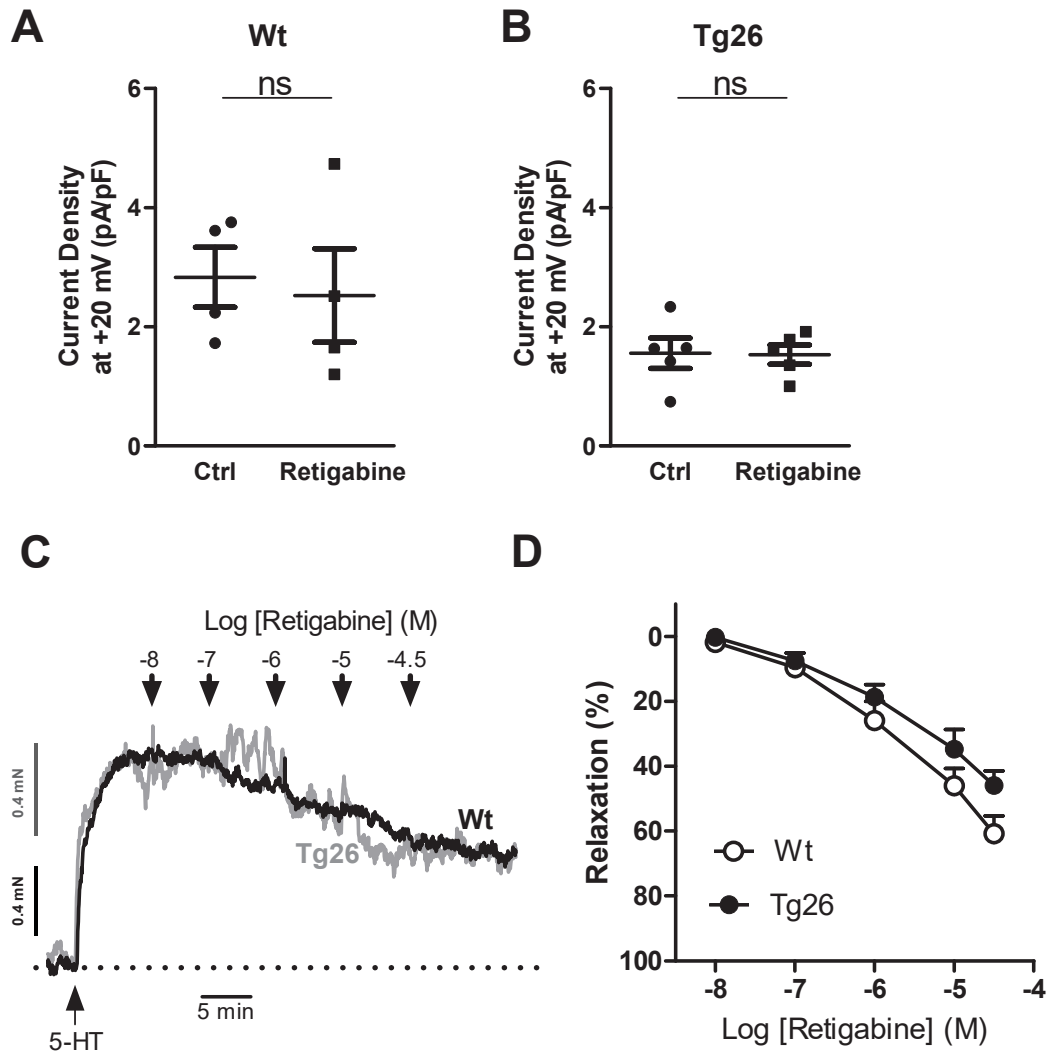 A
Wt
ns
6
4
2
0
Current Density
at +20 mV (pA/pF)
Ctrl
Retigabine
B
Tg26
ns
6
4
2
0
Current Density
at +20 mV (pA/pF)
Ctrl
Retigabine
C
Log [Retigabine] (M)
-8 -7 -6 -5 -4.5
0.4 mN
0.4 mN
Wt
Tg26
5 min
5-HT
D
0
20
40
60
80
100
Relaxation (%)
Wt
Tg26
-8 -7 -6 -5 -4
Log [Retigabine] (M)